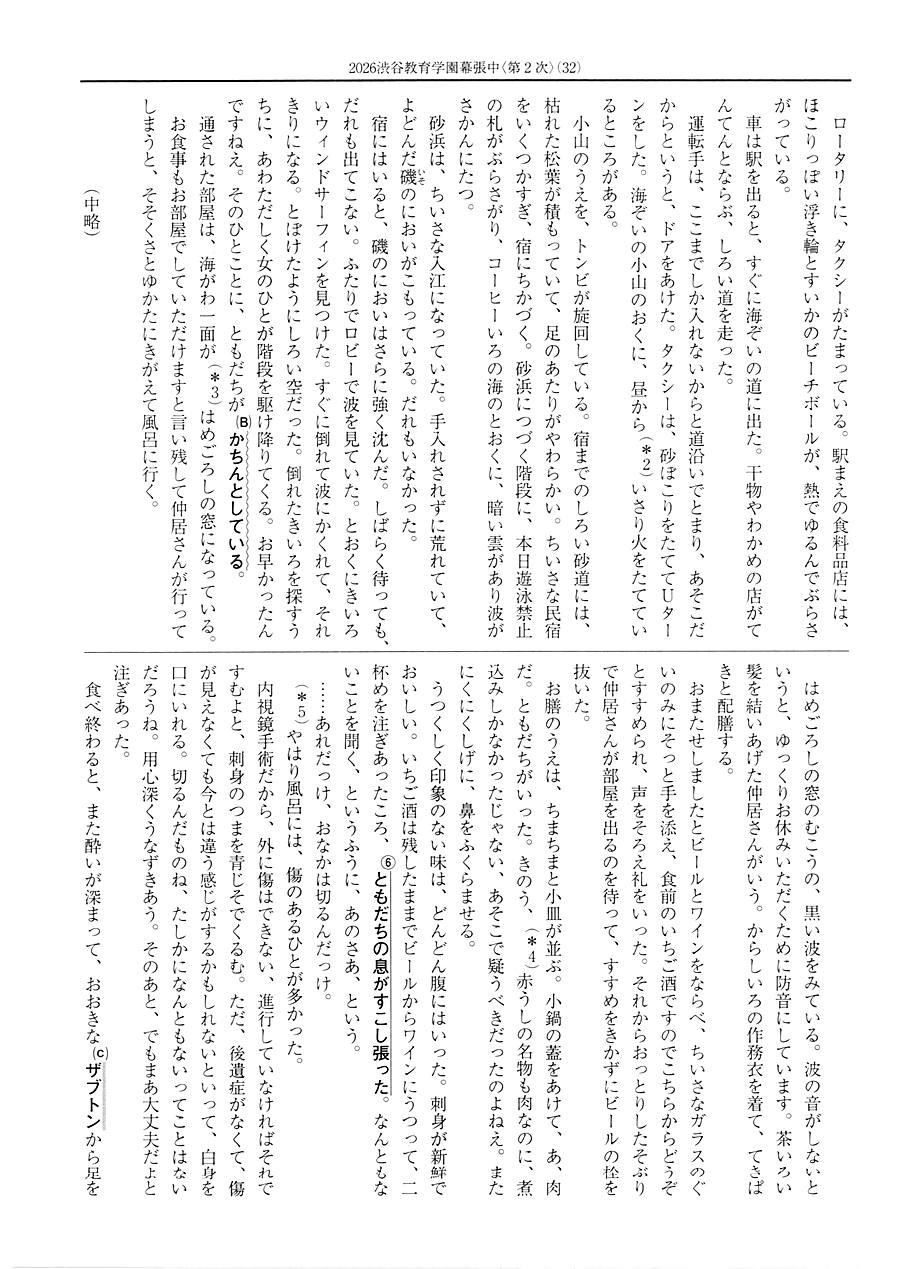 2026渋谷教育学園幕張中(第2次)(32)
ロータリーに、タクシーがたまっている。駅まえの食料品店には、
ほこりっぽい浮き輪とすいかのビーチボールが、熱でゆるんでぶらさ
がっている。
車は駅を出ると、すぐに海ぞいの道に出た。干物やわかめの店がて
んてんとならぶ、しろい道を走った。
運転手は、ここまでしか入れないからと道沿いでとまり、あそこだ
からというと、ドアをあけた。タクシーは、砂ぼこりをたててUター
ンをした。海ぞいの小山のおくに、昼から(*2)いさり火をたててい
るところがある。
小山のうえを、トンビが旋回している。宿までのしろい砂道には、
枯れた松葉が積もっていて、足のあたりがやわらかい。ちいさな民宿
をいくつかすぎ、宿にちかづく。砂浜につづく階段に、本日遊泳禁止
の札がぶらさがり、コーヒーいろの海のとおくに、暗い雲があり波が
さかんにたつ。
砂浜は、ちいさな入江になっていた。手入れされずに荒れていて、
よどんだ磯のにおいがこもっている。だれもいなかった。
いそ
宿にはいると、磯のにおいはさらに強く沈んだ。しばらく待っても、
だれも出てこない。ふたりでロビーで波を見ていた。とおくにきいろ
いウィンドサーフィンを見つけた。すぐに倒れて波にかくれて、それ
きりになる。とぼけたようにしろい空だった。倒れたきいろを探すう
ちに、あわただしく女のひとが階段を駆け降りてくる。お早かったん
ですねえ。そのひとことに、ともだちが(B)かちんとしている。
通された部屋は、海がわ一面が(*3)はめごろしの窓になっている。
お食事もお部屋でしていただけますと言い残して仲居さんが行って
しまうと、そそくさとゆかたにきがえて風呂に行く。
(中略)
はめごろしの窓のむこうの、黒い波をみている。波の音がしないと
いうと、ゆっくりお休みいただくために防音にしています。茶いろい
髪を結いあげた仲居さんがいう。からしいろの作務衣を着て、てきぱ
きと配膳する。
おまたせしましたとビールとワインをならべ、ちいさなガラスのぐ
いのみにそっと手を添え、食前のいちご酒ですのでこちらからどうぞ
とすすめられ、声をそろえ礼をいった。それからおっとりしたそぶり
で仲居さんが部屋を出るのを待って、すすめをきかずにビールの栓を
抜いた。
お膳のうえは、ちまちまと小皿が並ぶ。小鍋の蓋をあけて、あ、肉
だ。ともだちがいった。きのう、(*4)赤うしの名物も肉なのに、煮
込みしかなかったじゃない、あそこで疑うべきだったのよねえ。また
にくにくしげに、鼻をふくらませる。
うつくしく印象のない味は、どんどん腹にはいった。刺身が新鮮で
おいしい。いちご酒は残したままでビールからワインにうつって、二
杯めを注ぎあったころ、⑥ともだちの息がすこし張った。なんともな
いことを聞く、というふうに、あのさあ、という。
……あれだっけ、おなかは切るんだっけ。
(*5)やはり風呂には、傷のあるひとが多かった。
内視鏡手術だから、外に傷はできない、進行していなければそれで
すむよと、刺身のつまを青じそでくるむ。ただ、後遺症がなくて、傷
が見えなくても今とは違う感じがするかもしれないといって、白身を
口にいれる。切るんだものね、たしかになんともないってことはない
だろうね。用心深くうなずきあう。そのあと、でもまあ大丈夫だよと
注ぎあった。
食べ終わると、また酔いが深まって、おおきな(C)ザブトンから足を